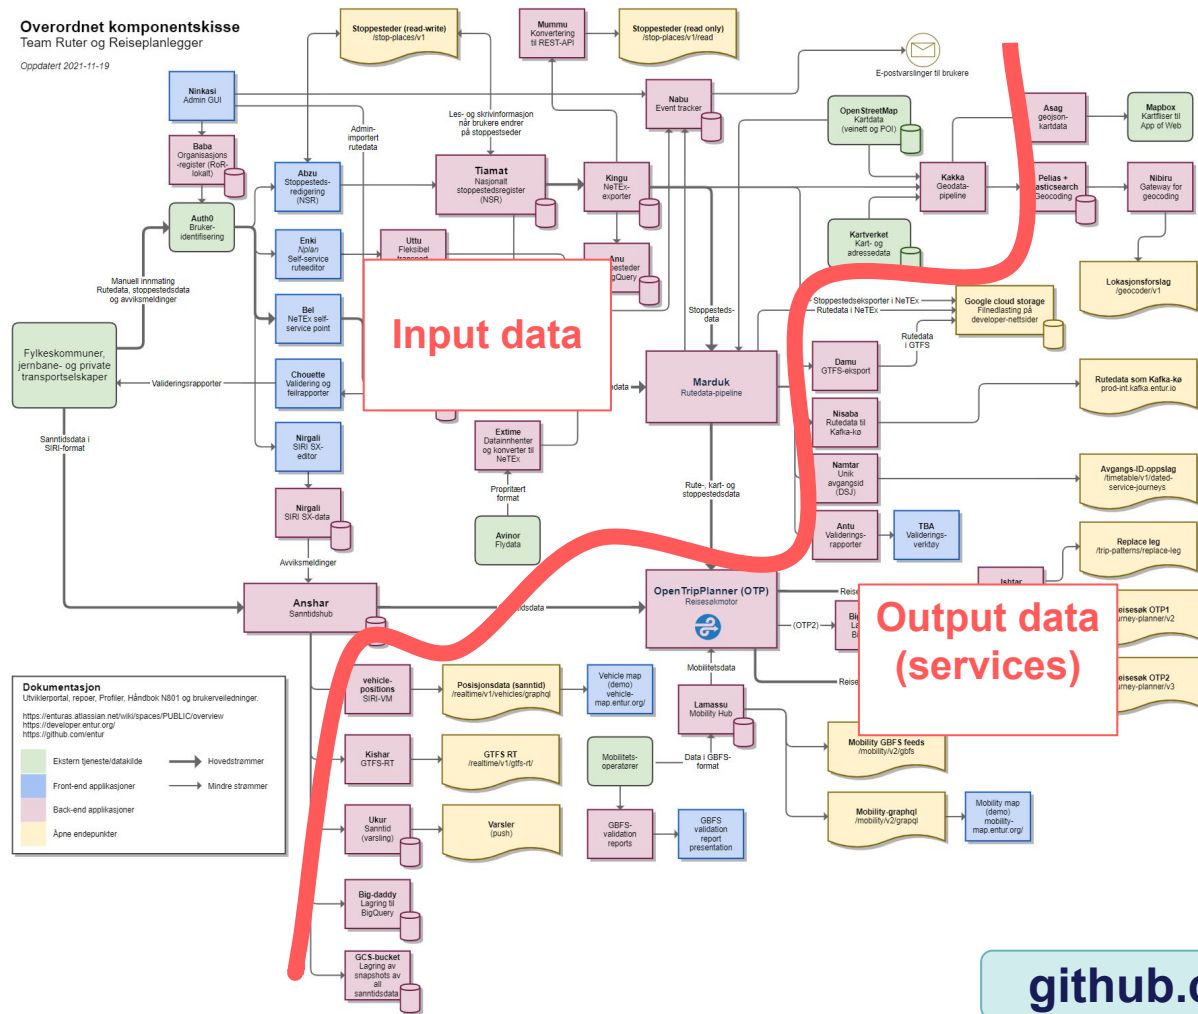 Overordnet komponentskisse
Team Ruter og Reiseplanlegger
Oppdatert 2021-11-19
Stoppesteder (read-write)
/stop-places/v1
Mummu
Konvertering
til REST-API
Stoppesteder (read only)
/stop-places/v1/read
E-postvarslinger til brukere
Ninkasi
Admin GUI
Nabu
Event tracker
Les- og skrivinformasjon
når brukere endrer
på stoppestseder
Admin-
importert
rutedata
OpenStreetMap
Kartdata
(veinett og POI)
Asag
geojson-
kartdata
Mapbox
Kartfliser til
App of Web
Baba
Organisasjons
-register (RoR-
lokalt)
Abzu
Stoppesteds-
redigering
(NSR)
Tiamat
Nasjonalt
stoppestedsregister
(NSR)
Kingu
NeTEx-
exporter
Kakka
Geodata-
pipeline
Pelias +
Geocoding
Nibiru
Gateway for
geocoding
Auth0
Bruker-
identifisering
Enki
Nplan
Self-service
ruteeditor
Uttu
Fleksibel
Anu
Kartverket
Kart- og
adressedata
Manuell innmating
Rutedata, stoppestedsdata
og avviksmeldinger
Lokasjonsforslag
/geocoder/v1
Bel
NeTEx self-
service point
Input data
Stoppesteds-
data
Stoppestedseksporter i NeTEx
Rutedata i NeTEx
Google cloud storage
Filnedlasting på
developer-nettsider
Rutedata
i GTFS
Fylkeskommuner,
jernbane- og private
transportselskaper
Valideringsrapporter
Chouette
Validering og
feilrapporter
Marduk
Rutedata-pipeline
Damu
GTFS-eksport
Rutedata som Kafka-kø
prod-int.kafka.entur.io
Nisaba
Rutedata til
Kafka-kø
Sanntidsdata i
SIRI-format
Nirgali
SIRI SX-
editor
Extime
Datainnhenter
og konverter til
NeTEx
Namtar
Unik
avgangsid
(DSJ)
Avgangs-ID-oppslag
/timetable/v1/dated-
service-journeys
Rute-, kart- og
stoppestedsdata
Propritært
format
Nirgali
SIRI SX-data
Avinor
Flydata
Antu
Validerings-
rapporter
TBA
Validerings-
verktøy
Replace leg
/trip-patterns/replace-leg
Avviksmeldinger
Ishtar
Anshar
Sanntidshub
OpenTripPlanner (OTP)
Reisesøkmotor
(OTP2)
Output data
(services)
Mobilitetsdata
Dokumentasjon
Utviklerportal, repoer, Profiler, Håndbok N801 og brukerveiledninger.
https://enturas.atlassian.net/wiki/spaces/PUBLIC/overview
https://developer.entur.org/
https://github.com/entur
Ekstern tjeneste/datakilde
Hovedstrømmer
Front-end applikasjoner
Mindre strømmer
Back-end applikasjoner
Åpne endepunkter
vehicle-
positions
SIRI-VM
Posisjonsdata (sanntid)
/realtime/v1/vehicles/graphql
Vehicle map
(demo)
vehicle-
map.entur.org/
Lamassu
Mobility Hub
Kishar
GTFS-RT
GTFS RT
/realtime/v1/gtfs-rt/
Mobilitets-
operatører
Data i GBFS-
format
Mobility GBFS feeds
/mobility/v2/gbfs
Ukur
Sanntid
(varsling)
Varsler
(push)
GBFS-
validation
reports
GBFS
validation
report
presentation
Mobility-graphql
/mobility/v2/grapql
Mobility map
(demo)
mobility-
map.entur.org/
Big-daddy
Lagring til
BigQuery
GCS-bucket
Lagring av
snapshots av
all
sanntidsdata